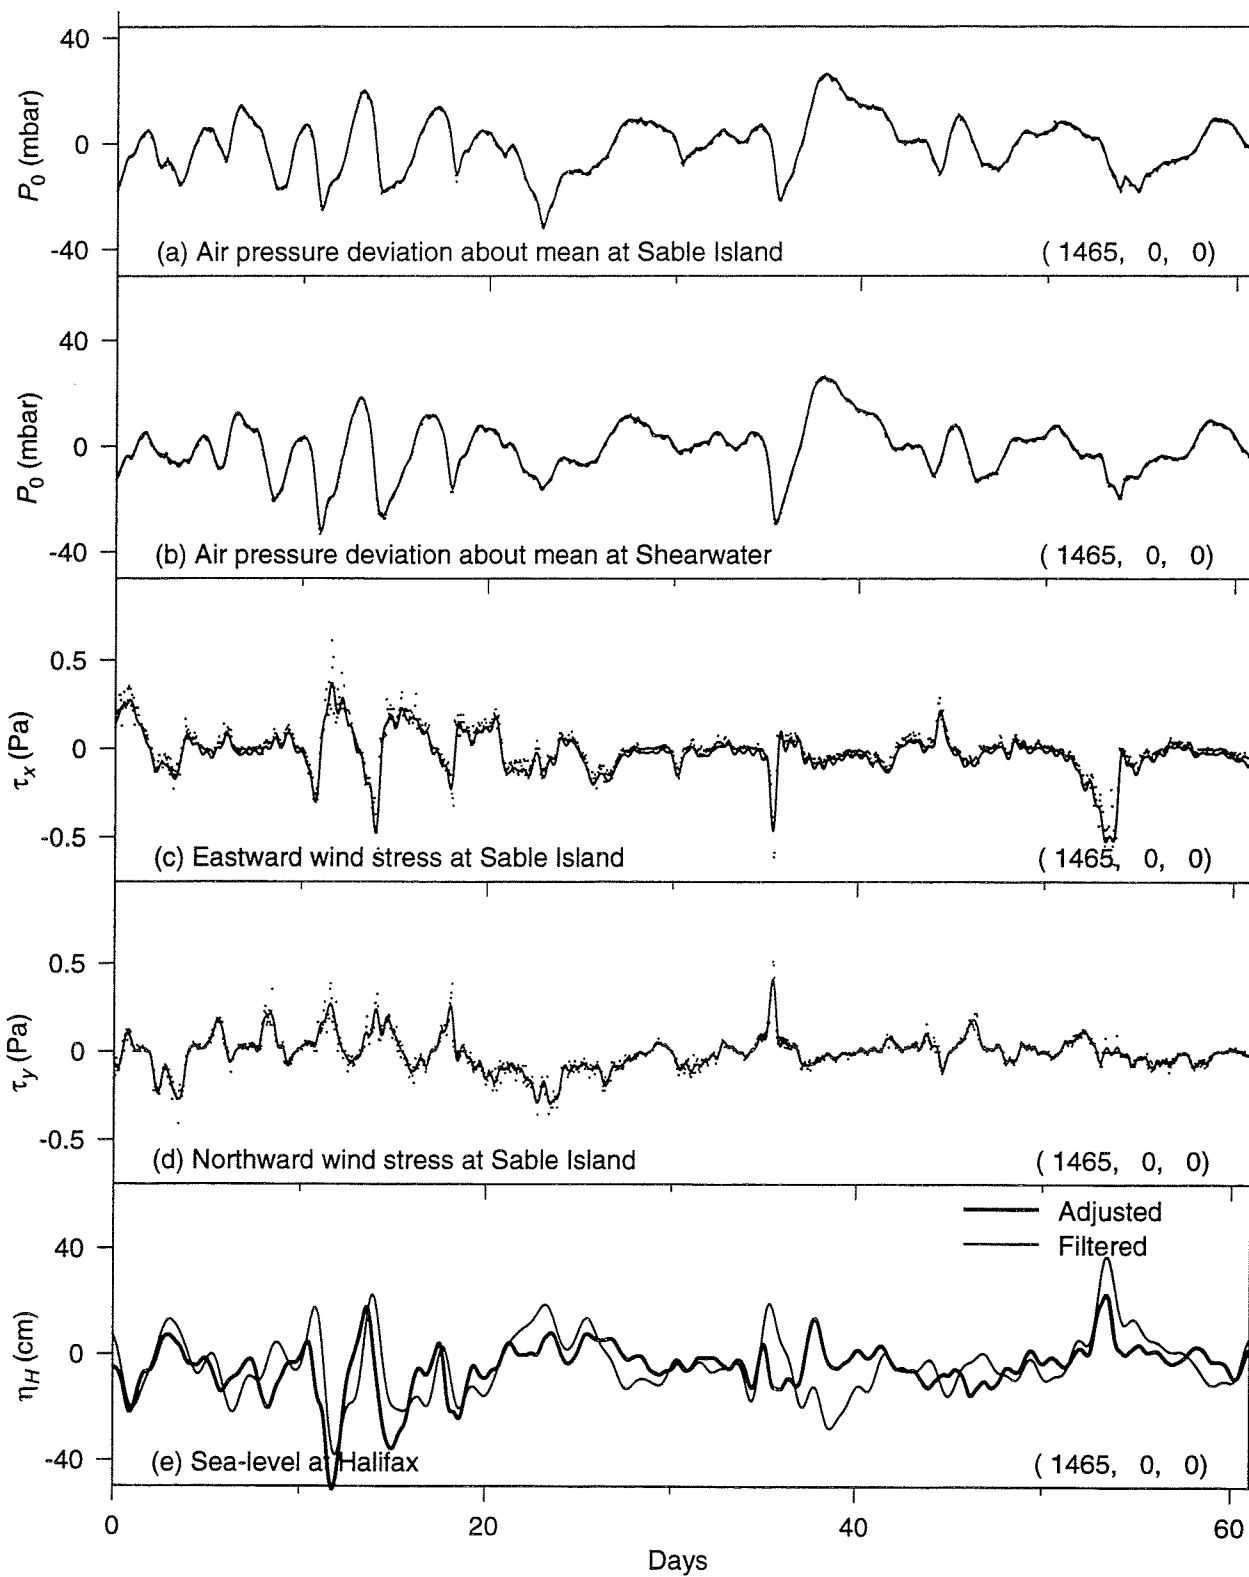 40
0
-40
P0 (mbar)
(a) Air pressure deviation about mean at Sable Island
( 1465, 0, 0)
40
0
-40
P0 (mbar)
(b) Air pressure deviation about mean at Shearwater
( 1465, 0, 0)
0.5
0
-0.5
τx (Pa)
(c) Eastward wind stress at Sable Island
( 1465, 0, 0)
0.5
0
-0.5
τy (Pa)
(d) Northward wind stress at Sable Island
( 1465, 0, 0)
Adjusted
Filtered
40
0
-40
ηH (cm)
(e) Sea-level at Halifax
( 1465, 0, 0)
0 20 40 60
Days